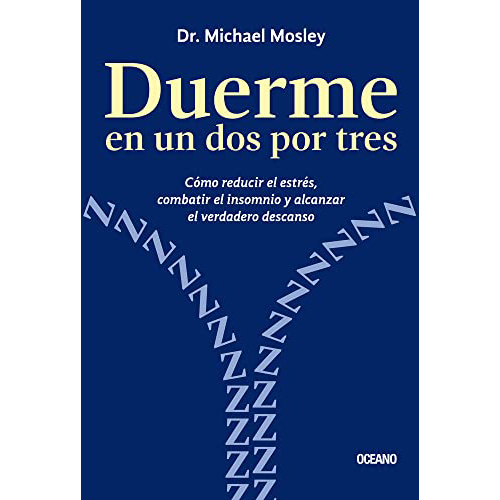 Dr. Michael Mosley
Duerme
en un dos por tres
Cómo reducir el estrés,
combatir el insomnio y alcanzar
el verdadero descanso
Z Z Z Z Z Z Z Z Z Z Z Z
Z Z Z Z Z Z Z Z Z Z Z Z
OCEANO